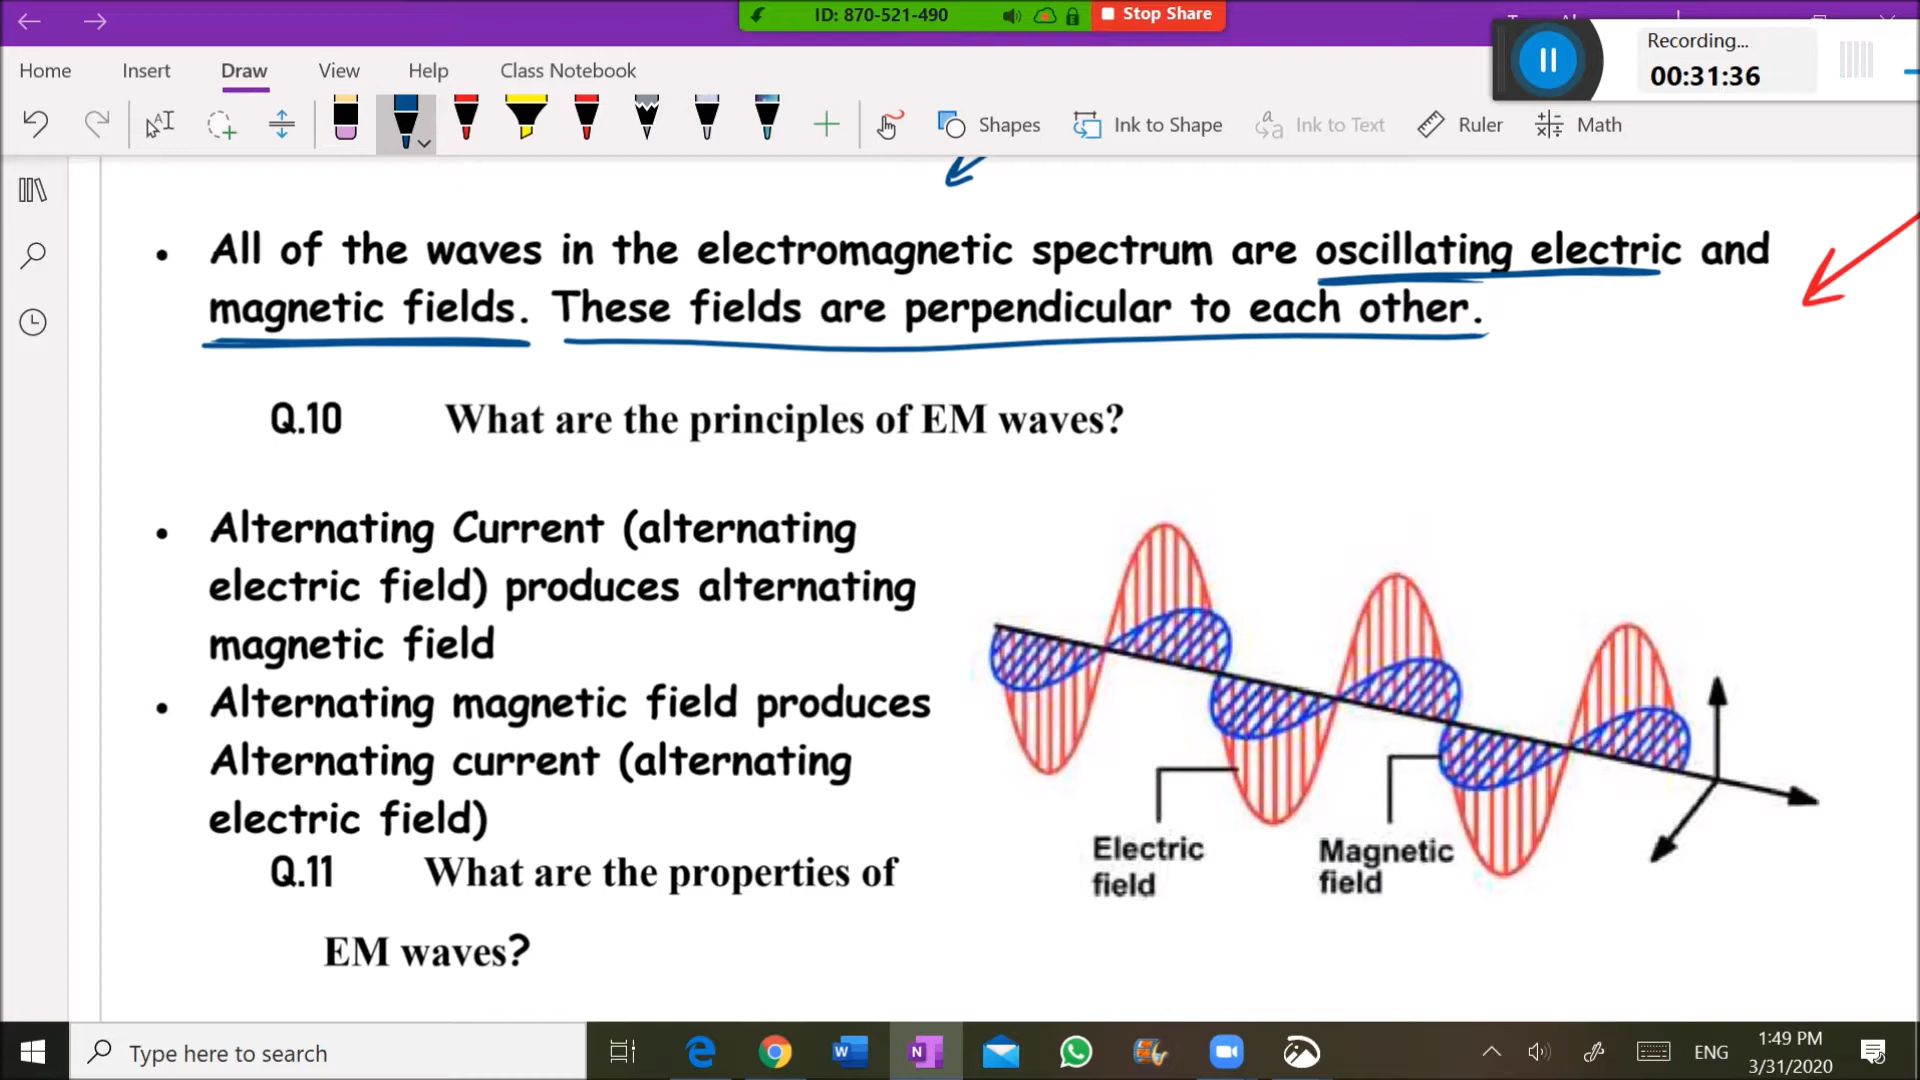 ID: 870-521-490
Stop Share
Recording...
00:31:36
Home Insert Draw View Help Class Notebook
Shapes Ink to Shape Ink to Text Ruler Math
• All of the waves in the electromagnetic spectrum are oscillating electric and
magnetic fields. These fields are perpendicular to each other.
Q.10 What are the principles of EM waves?
• Alternating Current (alternating
electric field) produces alternating
magnetic field
• Alternating magnetic field produces
Alternating current (alternating
electric field)
Q.11 What are the properties of
EM waves?
Electric
field
Magnetic
field
Type here to search
ENG
1:49 PM
3/31/2020